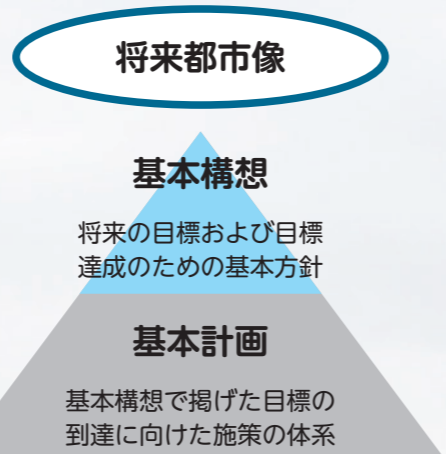 将来都市像
基本構想
将来の目標および目標
達成のための基本方針
基本計画
基本構想で掲げた目標の
到達に向けた施策の体系